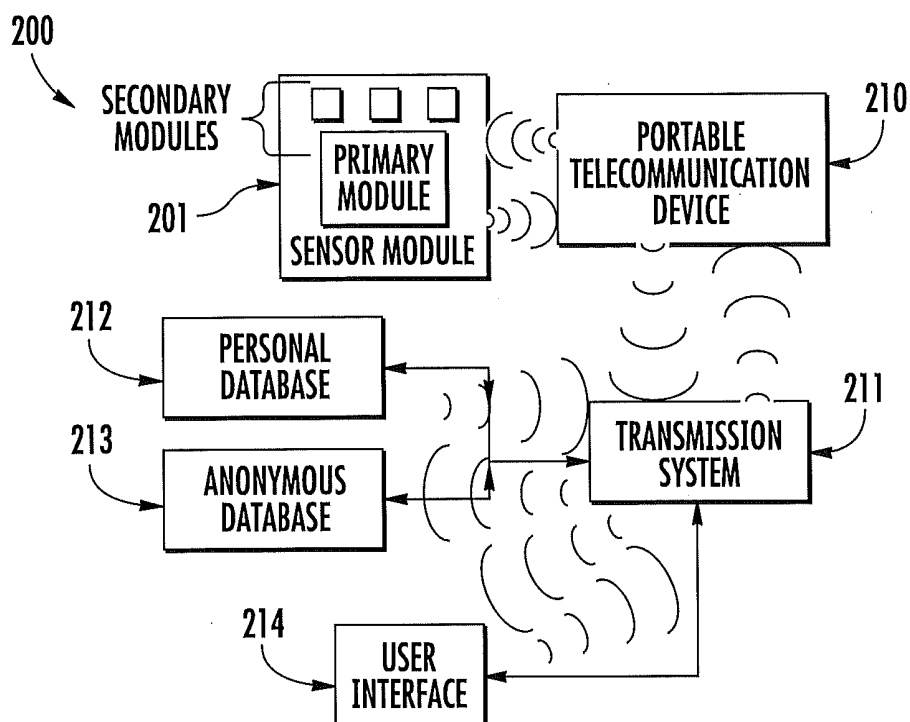 200
SECONDARY
MODULES
PRIMARY
MODULE
201
SENSOR MODULE
PORTABLE
TELECOMMUNICATION
DEVICE
210
212
PERSONAL
DATABASE
213
ANONYMOUS
DATABASE
TRANSMISSION
SYSTEM
211
214
USER
INTERFACE